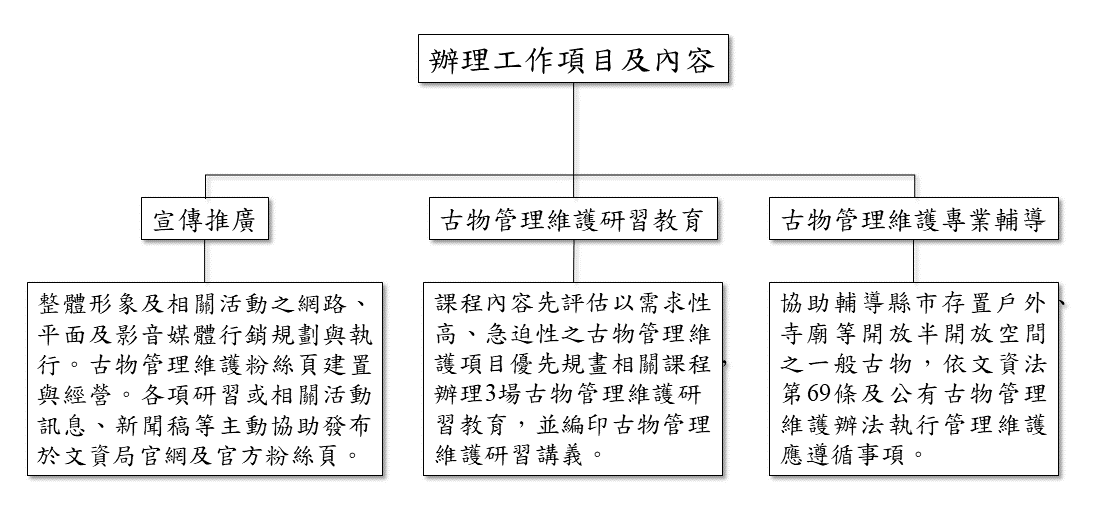 辦理工作項目及內容
宣傳推廣
古物管理維護研習教育
古物管理維護專業輔導
整體形象及相關活動之網路、
平面及影音媒體行銷規劃與執
行。古物管理維護粉絲頁建置
與經營。各項研習或相關活動
訊息、新聞稿等主動協助發布
於文資局官網及官方粉絲頁。
課程內容先評估以需求性
高、急迫性之古物管理維
護項目優先規畫相關課程，
辦理3場古物管理維護研
習教育，並編印古物管理
維護研習講義。
協助輔導縣市存置戶外、
寺廟等開放半開放空間
之一般古物，依文資法
第69條及公有古物管理
維護辦法執行管理維護
應遵循事項。